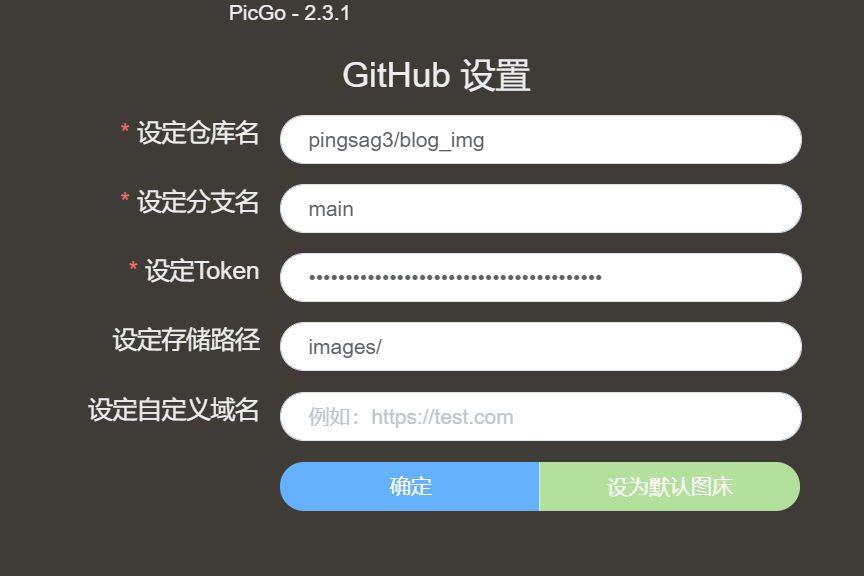 PicGo - 2.3.1
GitHub 设置
* 设定仓库名
pingsag3/blog_img
* 设定分支名
main
* 设定Token
••••••••••••••••••••••••••••••••••••••••
设定存储路径
images/
设定自定义域名
例如：https://test.com
确定
设为默认图床